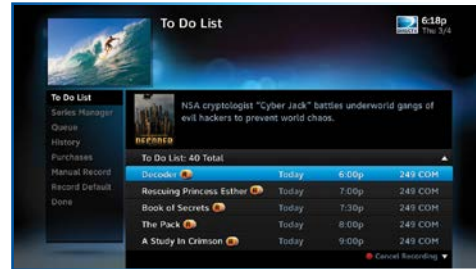 To Do List
6:18p
DIRECTV Thu 3/4
To Do List
Series Manager
Queue
History
Purchases
Manual Record
Record Default
Done
NSA cryptologist "Cyber Jack" battles underworld gangs of
evil hackers to prevent world chaos.
DECODER
To Do List: 40 Total
Decoder Today 6:00p 249 COM
Rescuing Princess Esther Today 7:00p 249 COM
Book of Secrets Today 7:30p 249 COM
The Pack Today 8:00p 249 COM
A Study In Crimson Today 9:00p 249 COM
Cancel Recording